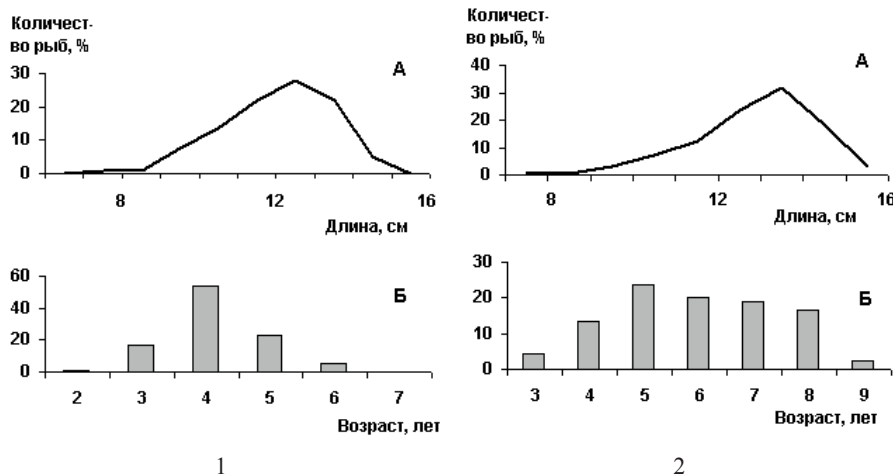 Количест-
во рыб, %
А
30
20
10
0
8 12 16
Длина, см
60
Б
40
20
0
2 3 4 5 6 7
Возраст, лет
1
Количест-
во рыб, %
40
А
30
20
10
0
8 12 16
Длина, см
30
20
Б
10
0
3 4 5 6 7 8 9
Возраст, лет
2